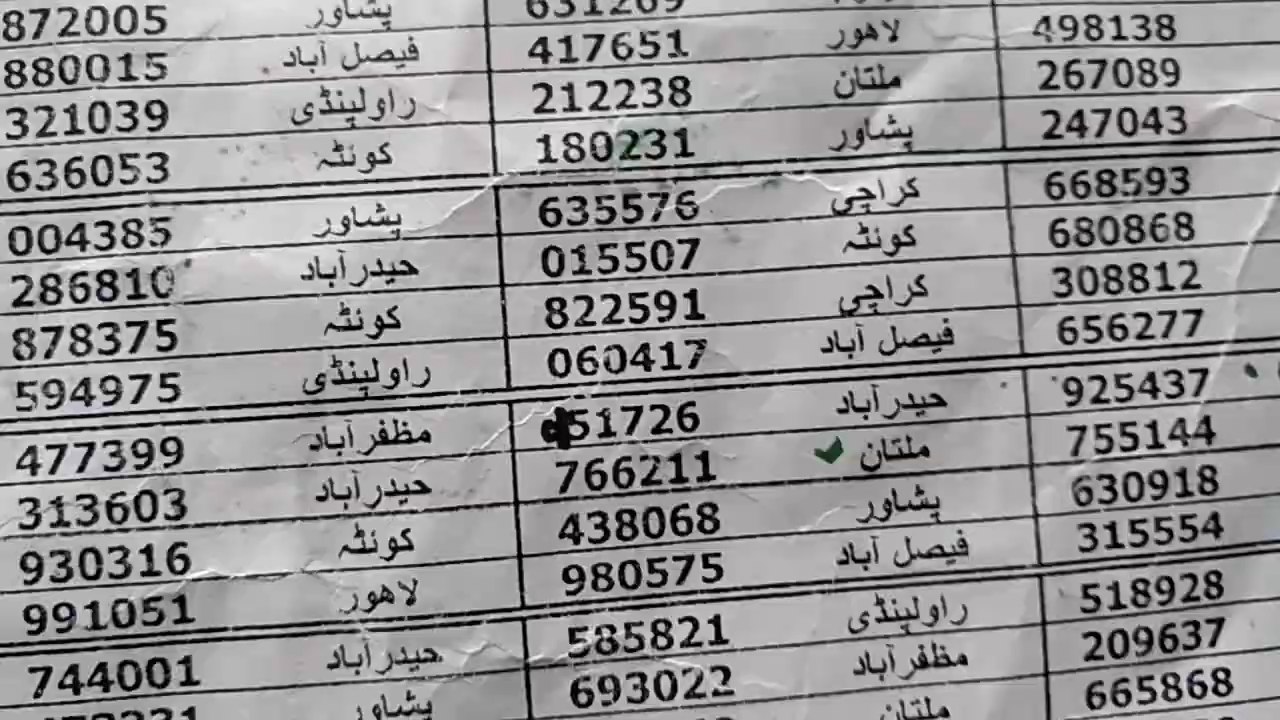 872005 پشاور
417651 لاهور 498138
880015 فیصل آباد
212238 ملتان 267089
321039 راولپنڈی
180231 پشاور 247043
636053 کوئٹہ
635576 کراچی 668593
004385 پشاور
015507 کوئٹہ 680868
286810 حیدرآباد
822591 کراچی 308812
878375 کوئٹہ
060417 فیصل آباد 656277
594975 راولپنڈی
51726 حیدرآباد 925437
477399 مظفرآباد
766211 ملتان 755144
313603 حیدرآباد
438068 پشاور 630918
930316 کوئٹہ
980575 فیصل آباد 315554
991051 لاهور
585821 راولپنڈی 518928
744001 حیدرآباد
693022 مظفرآباد 209637
پشاور
ملتان 665868